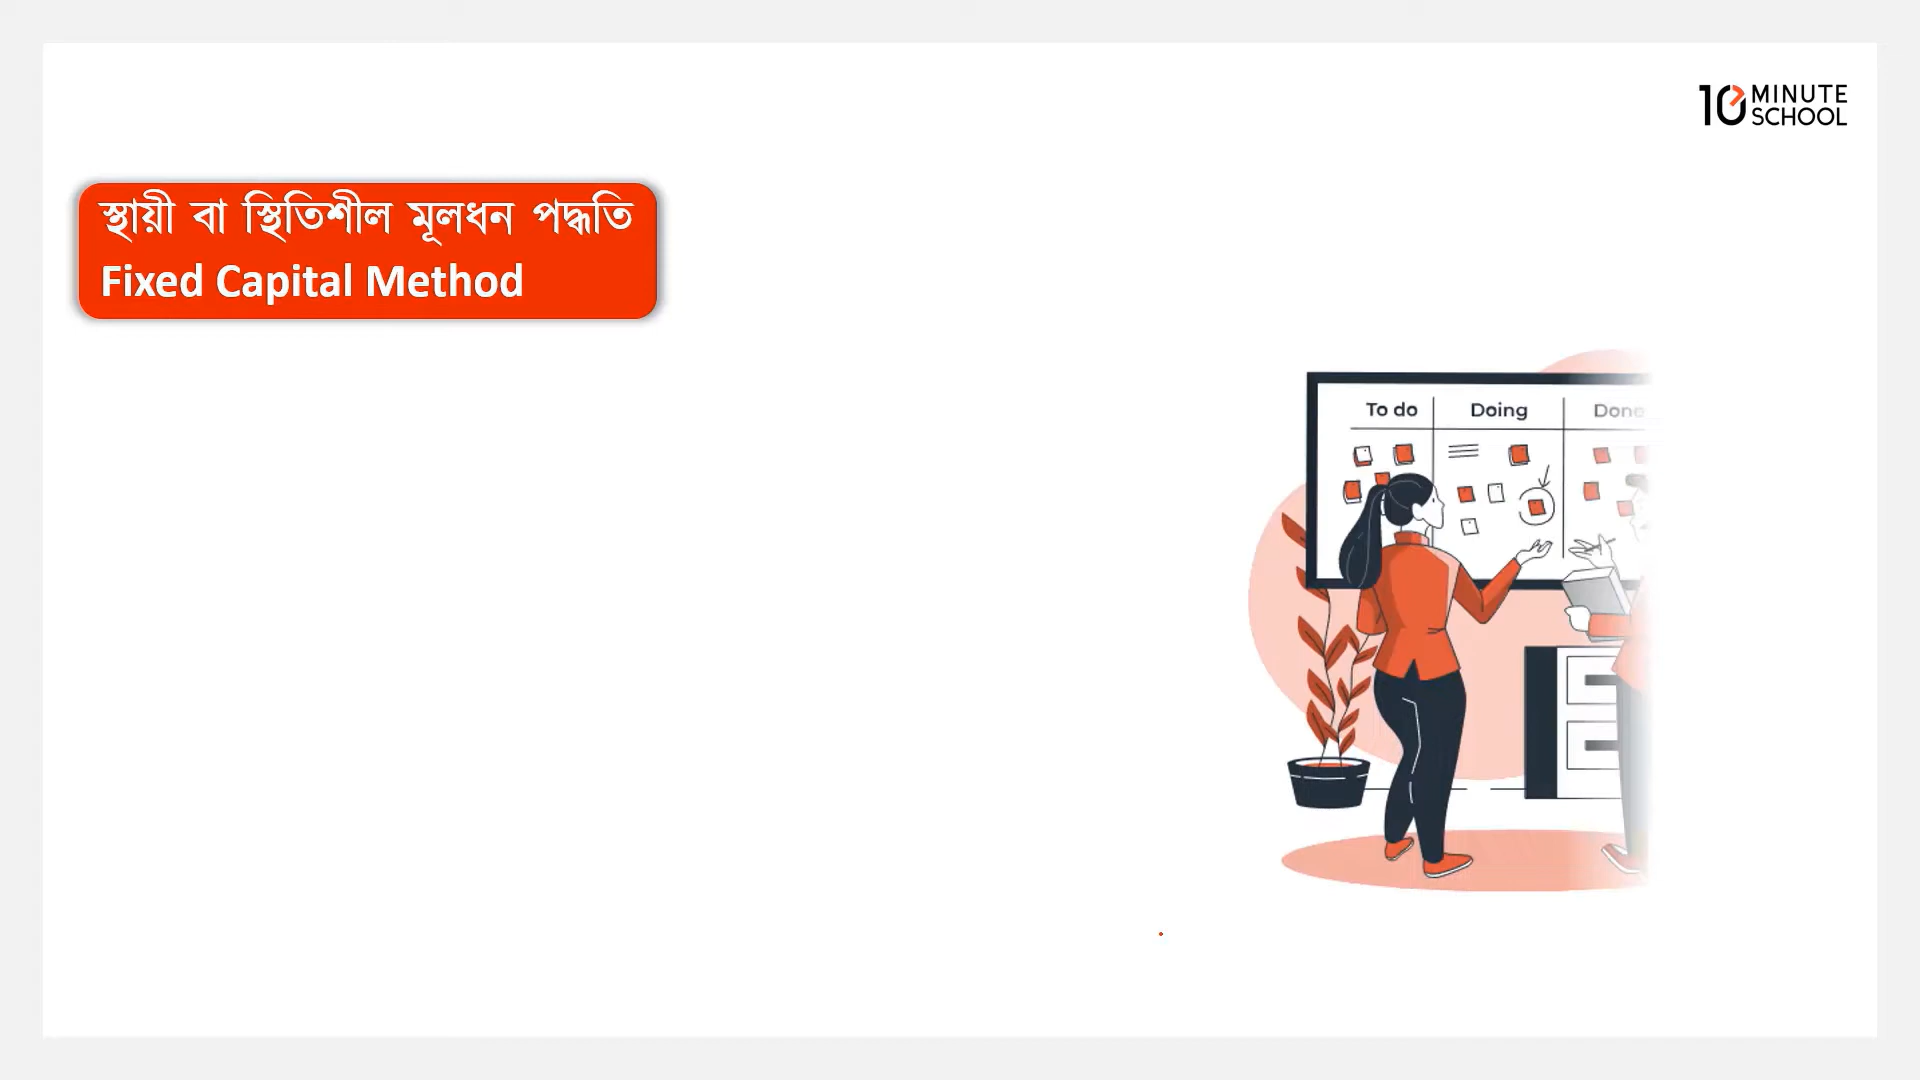 10 MINUTE
SCHOOL
স্থায়ী বা স্থিতিশীল মূলধন পদ্ধতি
Fixed Capital Method
To do Doing Done